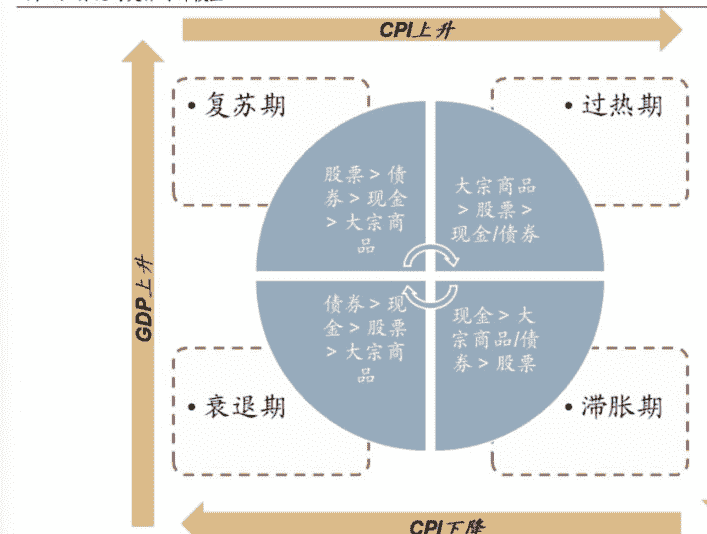 CPI上升
• 复苏期
• 过热期
股票 > 债
券 > 现金
> 大宗商
品
大宗商品
> 股票 >
现金/债券
GDP上升
债券 > 现
金 > 股票
> 大宗商
品
现金 > 大
宗商品/债
券 > 股票
• 衰退期
• 滞胀期
CPI下降